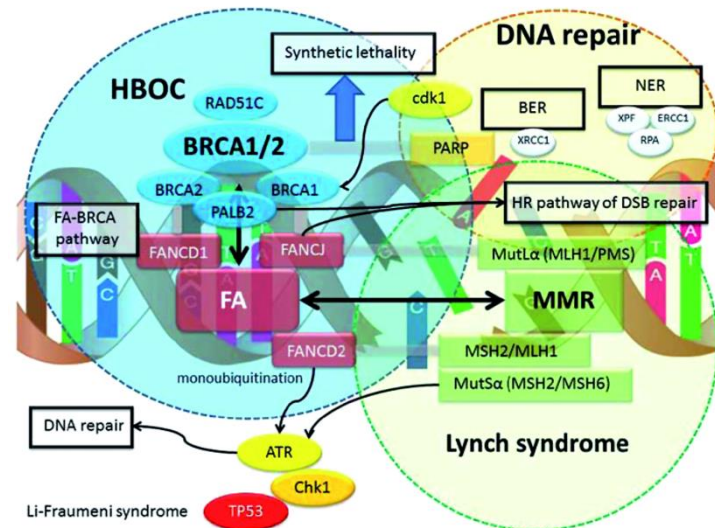 Synthetic lethality
DNA repair
HBOC
RAD51C
cdk1
BER
NER
XPF
ERCC1
RPA
XRCC1
BRCA1/2
PARP
BRCA2
BRCA1
PALB2
FA-BRCA
pathway
HR pathway of DSB repair
FANCD1
FANCJ
MutLα (MLH1/PMS)
FA
MMR
FANCD2
MSH2/MLH1
monoubiquitination
MutSα (MSH2/MSH6)
DNA repair
ATR
Lynch syndrome
Chk1
Li-Fraumeni syndrome
TP53